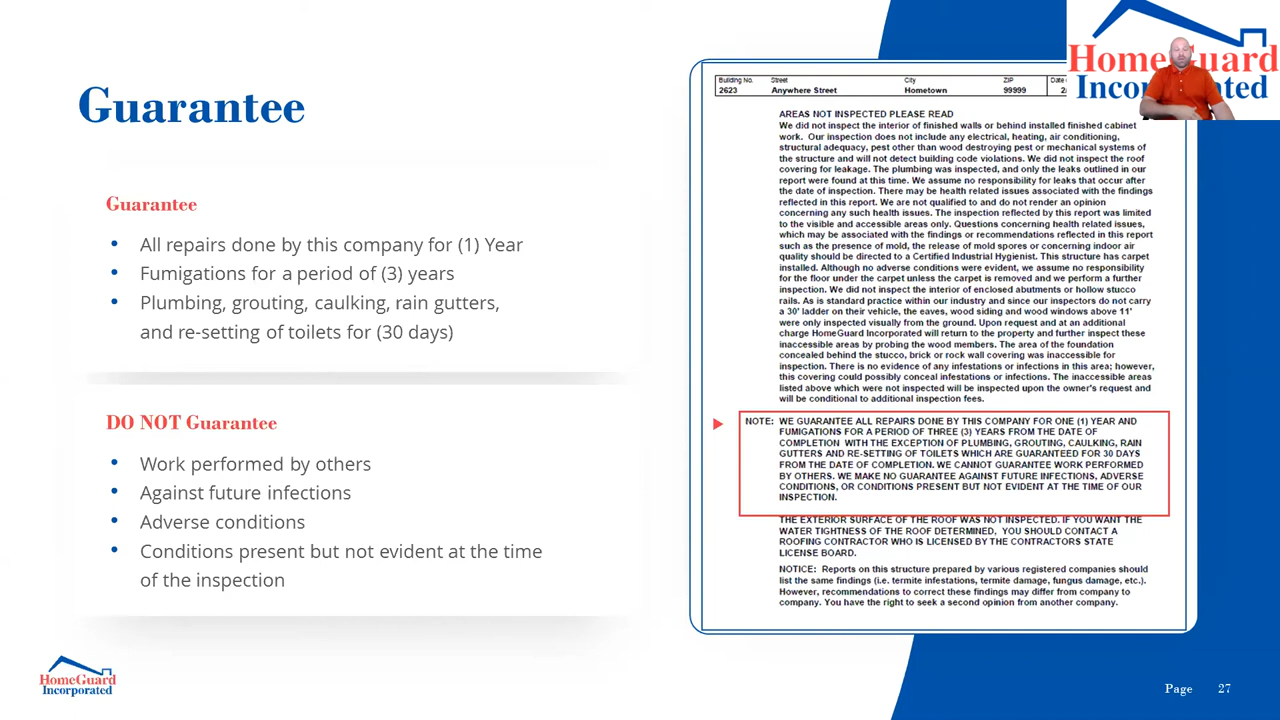 Guarantee
Guarantee
• All repairs done by this company for (1) Year
• Fumigations for a period of (3) years
• Plumbing, grouting, caulking, rain gutters,
and re-setting of toilets for (30 days)
DO NOT Guarantee
• Work performed by others
• Against future infections
• Adverse conditions
• Conditions present but not evident at the time
of the inspection
HomeGuard
Incorporated
Building No. Street City ZIP Date
2623 Anywhere Street Hometown 99999
AREAS NOT INSPECTED PLEASE READ
We did not inspect the interior of finished walls or behind installed finished cabinet
work. Our inspection does not include any electrical, heating, air conditioning,
structural adequacy, pest other than wood destroying pest or mechanical systems of
the structure and will not detect building code violations. We did not inspect the roof
covering for leakage. The plumbing was inspected, and only the leaks outlined in our
report were found at this time. We assume no responsibility for leaks that occur after
the date of inspection. There may be health related issues associated with the findings
reflected in this report. We are not qualified to and do not render an opinion
concerning any such health issues. The inspection reflected by this report was limited
to the visible and accessible areas only. Questions concerning health related issues,
which may be associated with the findings or recommendations reflected in this report
such as the presence of mold, the release of mold spores or concerning indoor air
quality should be directed to a Certified Industrial Hygienist. This structure has carpet
installed. Although no adverse conditions were evident, we assume no responsibility
for the floor under the carpet unless the carpet is removed and we perform a further
inspection. We did not inspect the interior of enclosed abutments or hollow stucco
rails. As is standard practice within our industry and since our inspectors do not carry
a 30' ladder on their vehicle, the eaves, wood siding and wood windows above 11'
were only inspected visually from the ground. Upon request and at an additional
charge HomeGuard Incorporated will return to the property and further inspect these
inaccessible areas by probing the wood members. The area of the foundation
concealed behind the stucco, brick or rock wall covering was inaccessible for
inspection. There is no evidence of any infestations or infections in this area; however,
this covering could possibly conceal infestations or infections. The inaccessible areas
listed above which were not inspected will be inspected upon the owner's request and
will be conditional to additional inspection fees.
NOTE: WE GUARANTEE ALL REPAIRS DONE BY THIS COMPANY FOR ONE (1) YEAR AND
FUMIGATIONS FOR A PERIOD OF THREE (3) YEARS FROM THE DATE OF
COMPLETION WITH THE EXCEPTION OF PLUMBING, GROUTING, CAULKING, RAIN
GUTTERS AND RE-SETTING OF TOILETS WHICH ARE GUARANTEED FOR 30 DAYS
FROM THE DATE OF COMPLETION. WE CANNOT GUARANTEE WORK PERFORMED
BY OTHERS. WE MAKE NO GUARANTEE AGAINST FUTURE INFECTIONS, ADVERSE
CONDITIONS, OR CONDITIONS PRESENT BUT NOT EVIDENT AT THE TIME OF OUR
INSPECTION.
THE EXTERIOR SURFACE OF THE ROOF WAS NOT INSPECTED. IF YOU WANT THE
WATER TIGHTNESS OF THE ROOF DETERMINED, YOU SHOULD CONTACT A
ROOFING CONTRACTOR WHO IS LICENSED BY THE CONTRACTORS STATE
LICENSE BOARD.
NOTICE: Reports on this structure prepared by various registered companies should
list the same findings (i.e. termite infestations, termite damage, fungus damage, etc.).
However, recommendations to correct these findings may differ from company to
company. You have the right to seek a second opinion from another company.
HomeGuard
Incorporated
Page 27